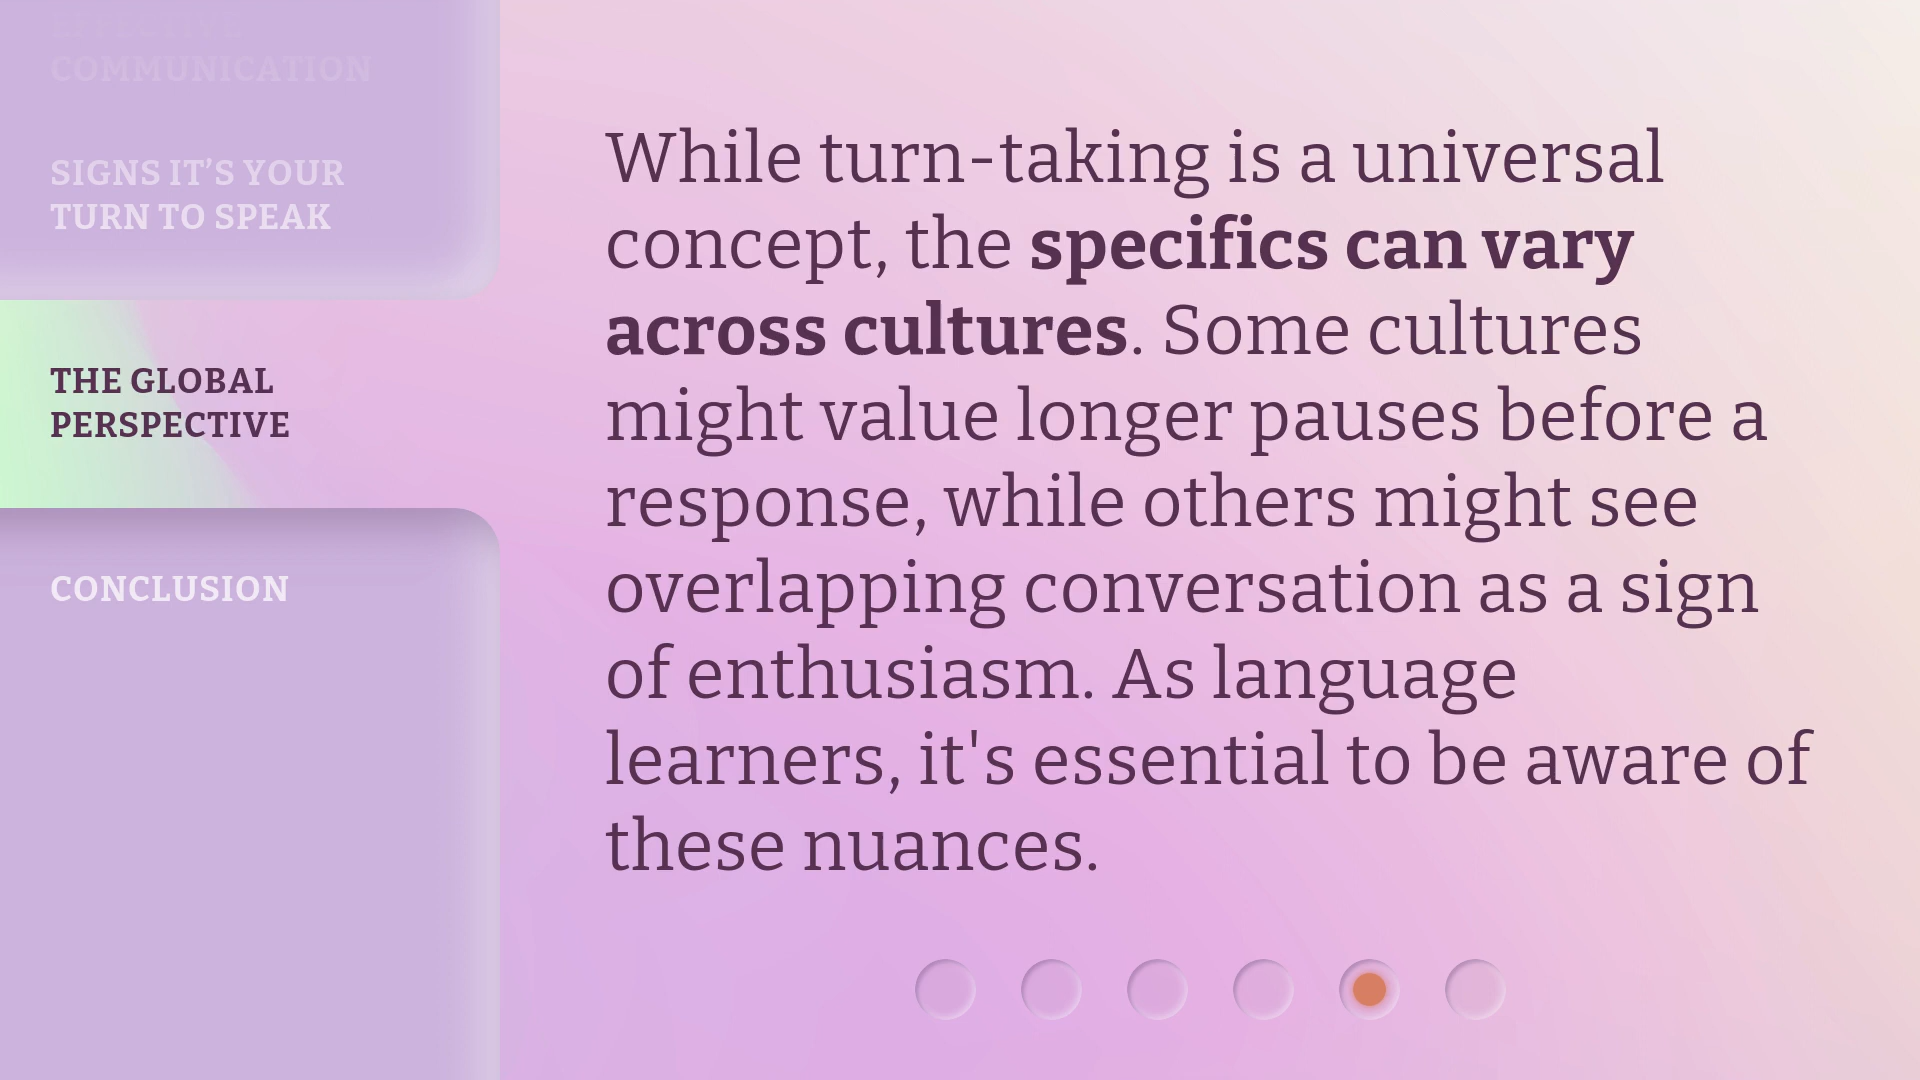 EFFECTIVE
COMMUNICATION
SIGNS IT’S YOUR
TURN TO SPEAK
THE GLOBAL
PERSPECTIVE
CONCLUSION
While turn-taking is a universal
concept, the specifics can vary
across cultures. Some cultures
might value longer pauses before a
response, while others might see
overlapping conversation as a sign
of enthusiasm. As language
learners, it's essential to be aware of
these nuances.